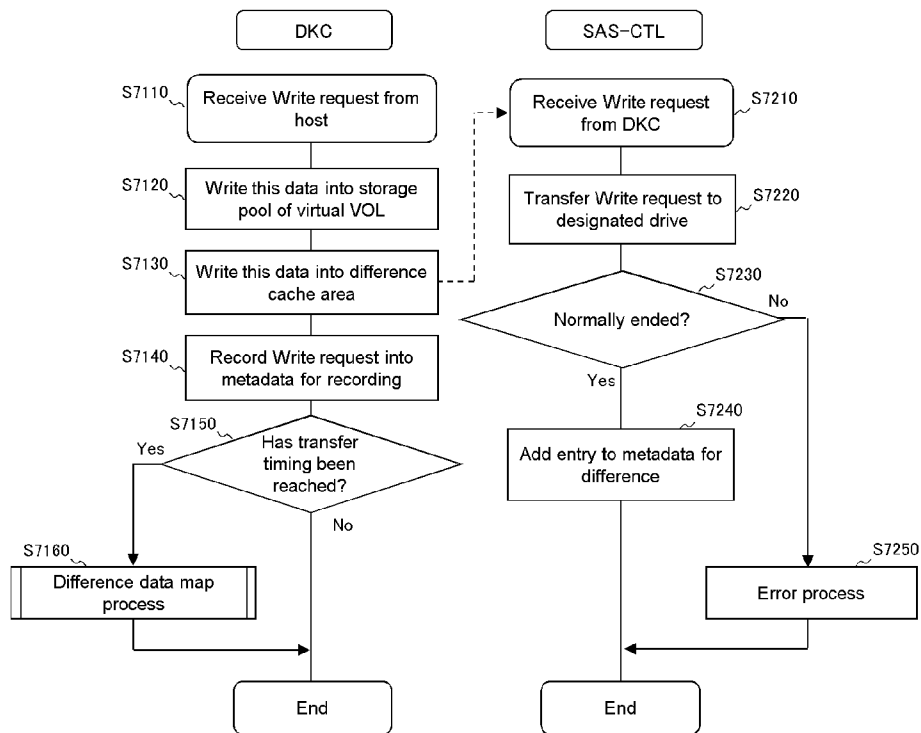 DKC
S7110
Receive Write request from
host
S7120
Write this data into storage
pool of virtual VOL
S7130
Write this data into difference
cache area
S7140
Record Write request into
metadata for recording
S7150
Has transfer
timing been
reached?
Yes
No
S7160
Difference data map
process
End
SAS-CTL
S7210
Receive Write request
from DKC
S7220
Transfer Write request to
designated drive
S7230
Normally ended?
No
Yes
S7240
Add entry to metadata for
difference
S7250
Error process
End